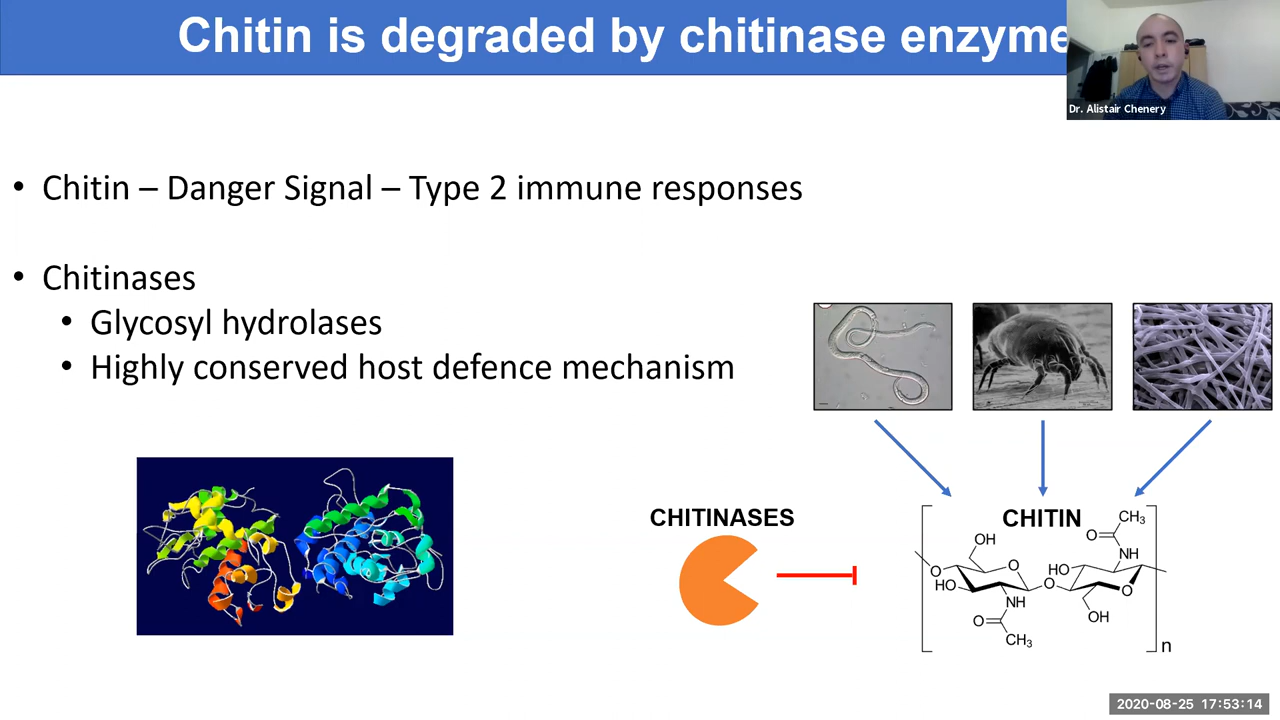 Chitin is degraded by chitinase enzyme
Dr. Alistair Chenery
• Chitin – Danger Signal – Type 2 immune responses
• Chitinases
• Glycosyl hydrolases
• Highly conserved host defence mechanism
CHITINASES
CHITIN
CH3
O
NH
OH
O
HO
O
HO
O
O
NH
OH
O
CH3
n
2020-08-25 17:53:14